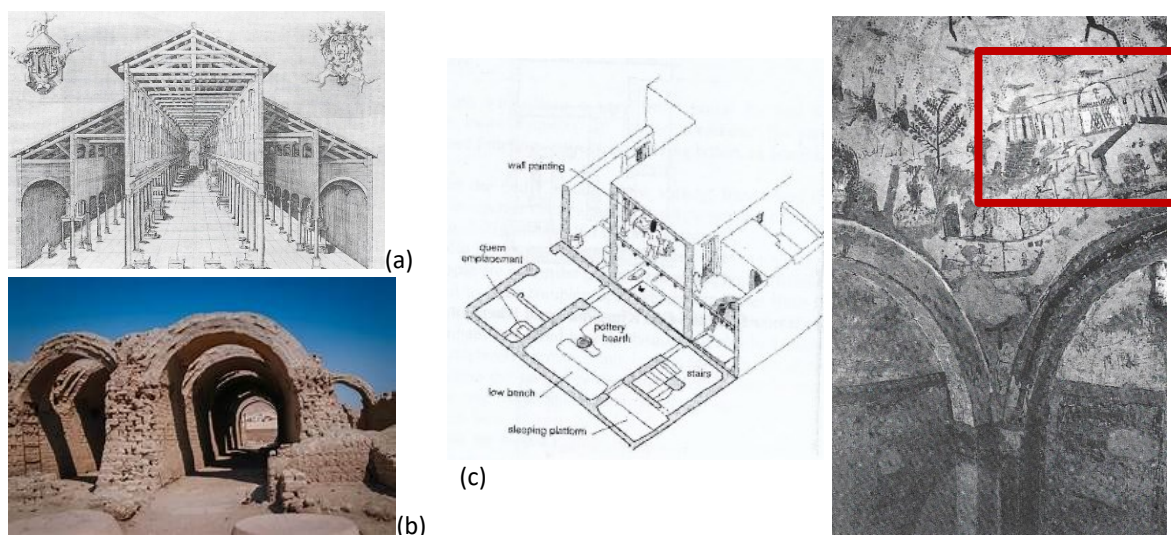 (a)
(b)
wall painting
quern
emplacement
pottery
hearth
stairs
low bench
sleeping platform
(c)